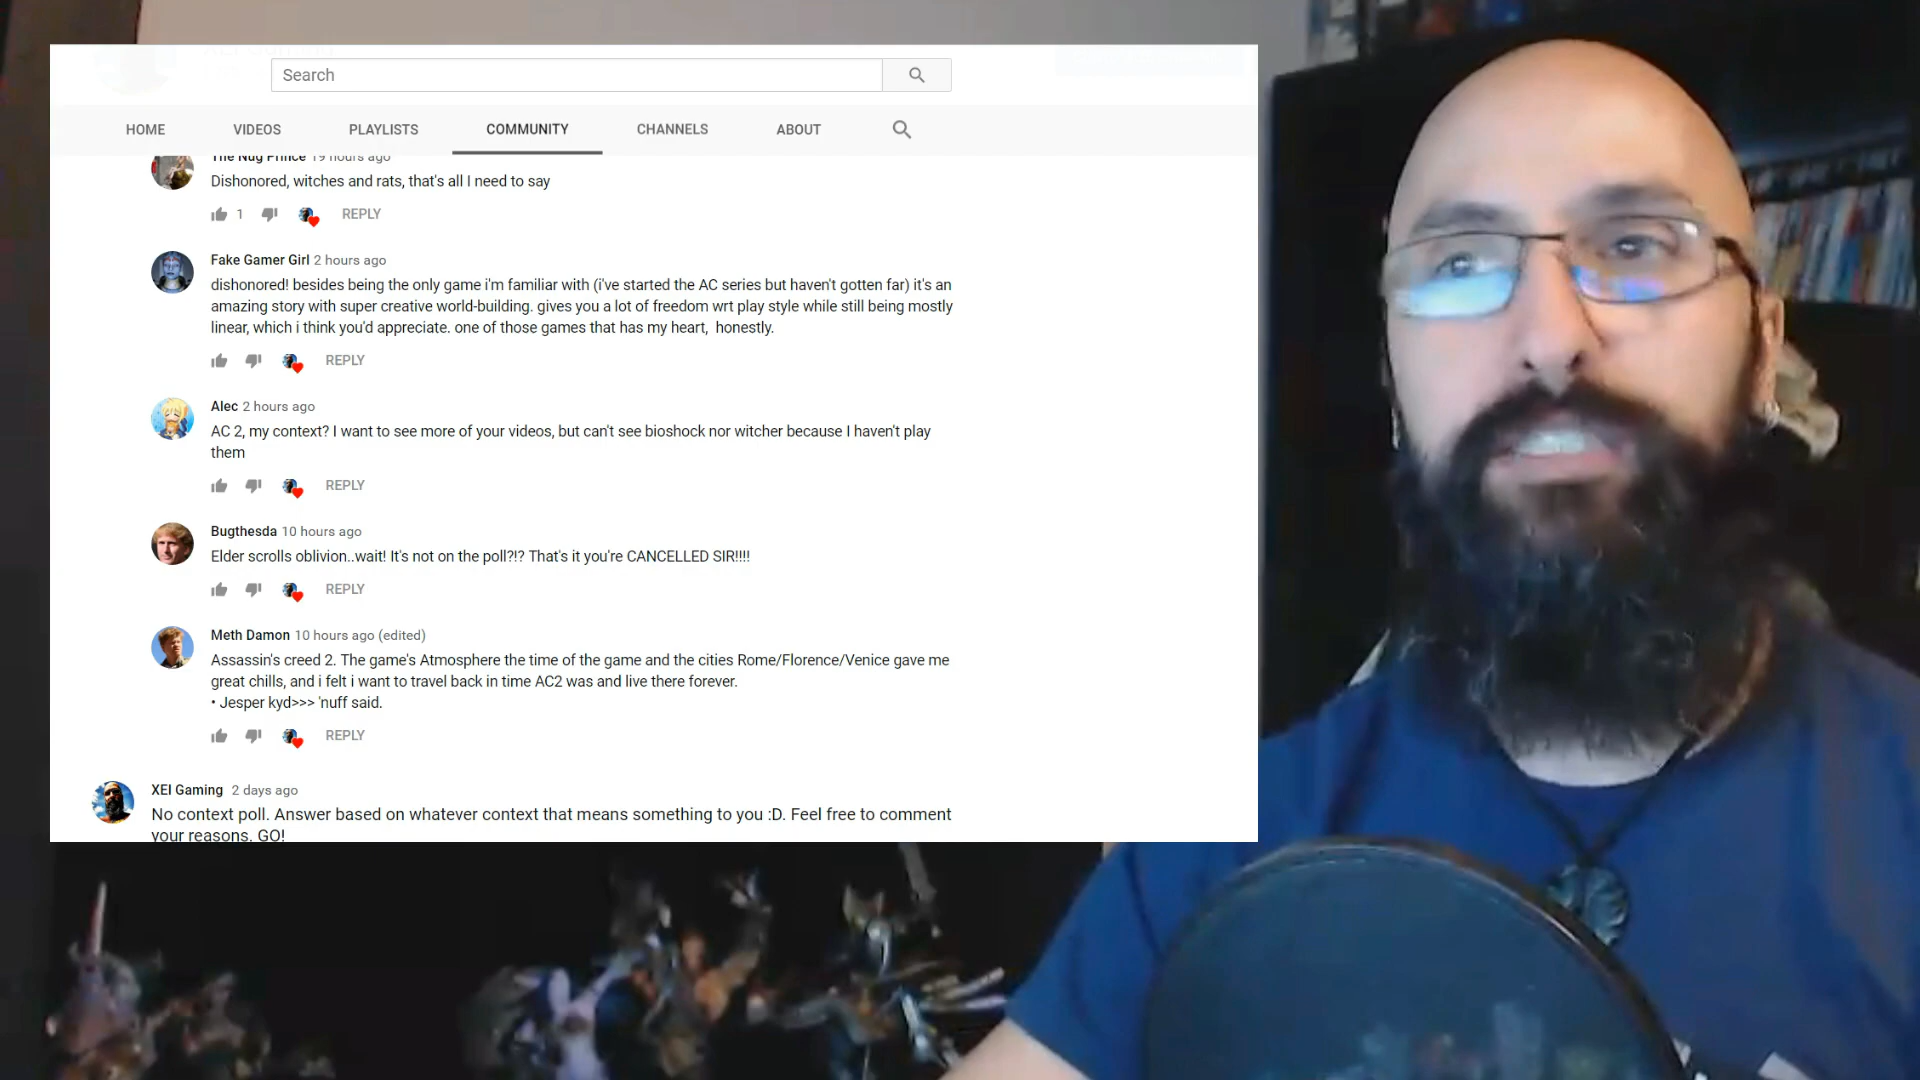 Search
HOME VIDEOS PLAYLISTS COMMUNITY CHANNELS ABOUT
The Nug Prince 19 hours ago
Dishonored, witches and rats, that's all I need to say
1 REPLY
Fake Gamer Girl 2 hours ago
dishonored! besides being the only game i'm familiar with (i've started the AC series but haven't gotten far) it's an
amazing story with super creative world-building. gives you a lot of freedom wrt play style while still being mostly
linear, which i think you'd appreciate. one of those games that has my heart, honestly.
REPLY
Alec 2 hours ago
AC 2, my context? I want to see more of your videos, but can't see bioshock nor witcher because I haven't play
them
REPLY
Bugthesda 10 hours ago
Elder scrolls oblivion..wait! It's not on the poll?!? That's it you're CANCELLED SIR!!!!
REPLY
Meth Damon 10 hours ago (edited)
Assassin's creed 2. The game's Atmosphere the time of the game and the cities Rome/Florence/Venice gave me
great chills, and i felt i want to travel back in time AC2 was and live there forever.
• Jesper kyd>>> 'nuff said.
REPLY
XEI Gaming 2 days ago
No context poll. Answer based on whatever context that means something to you :D. Feel free to comment
your reasons. GO!